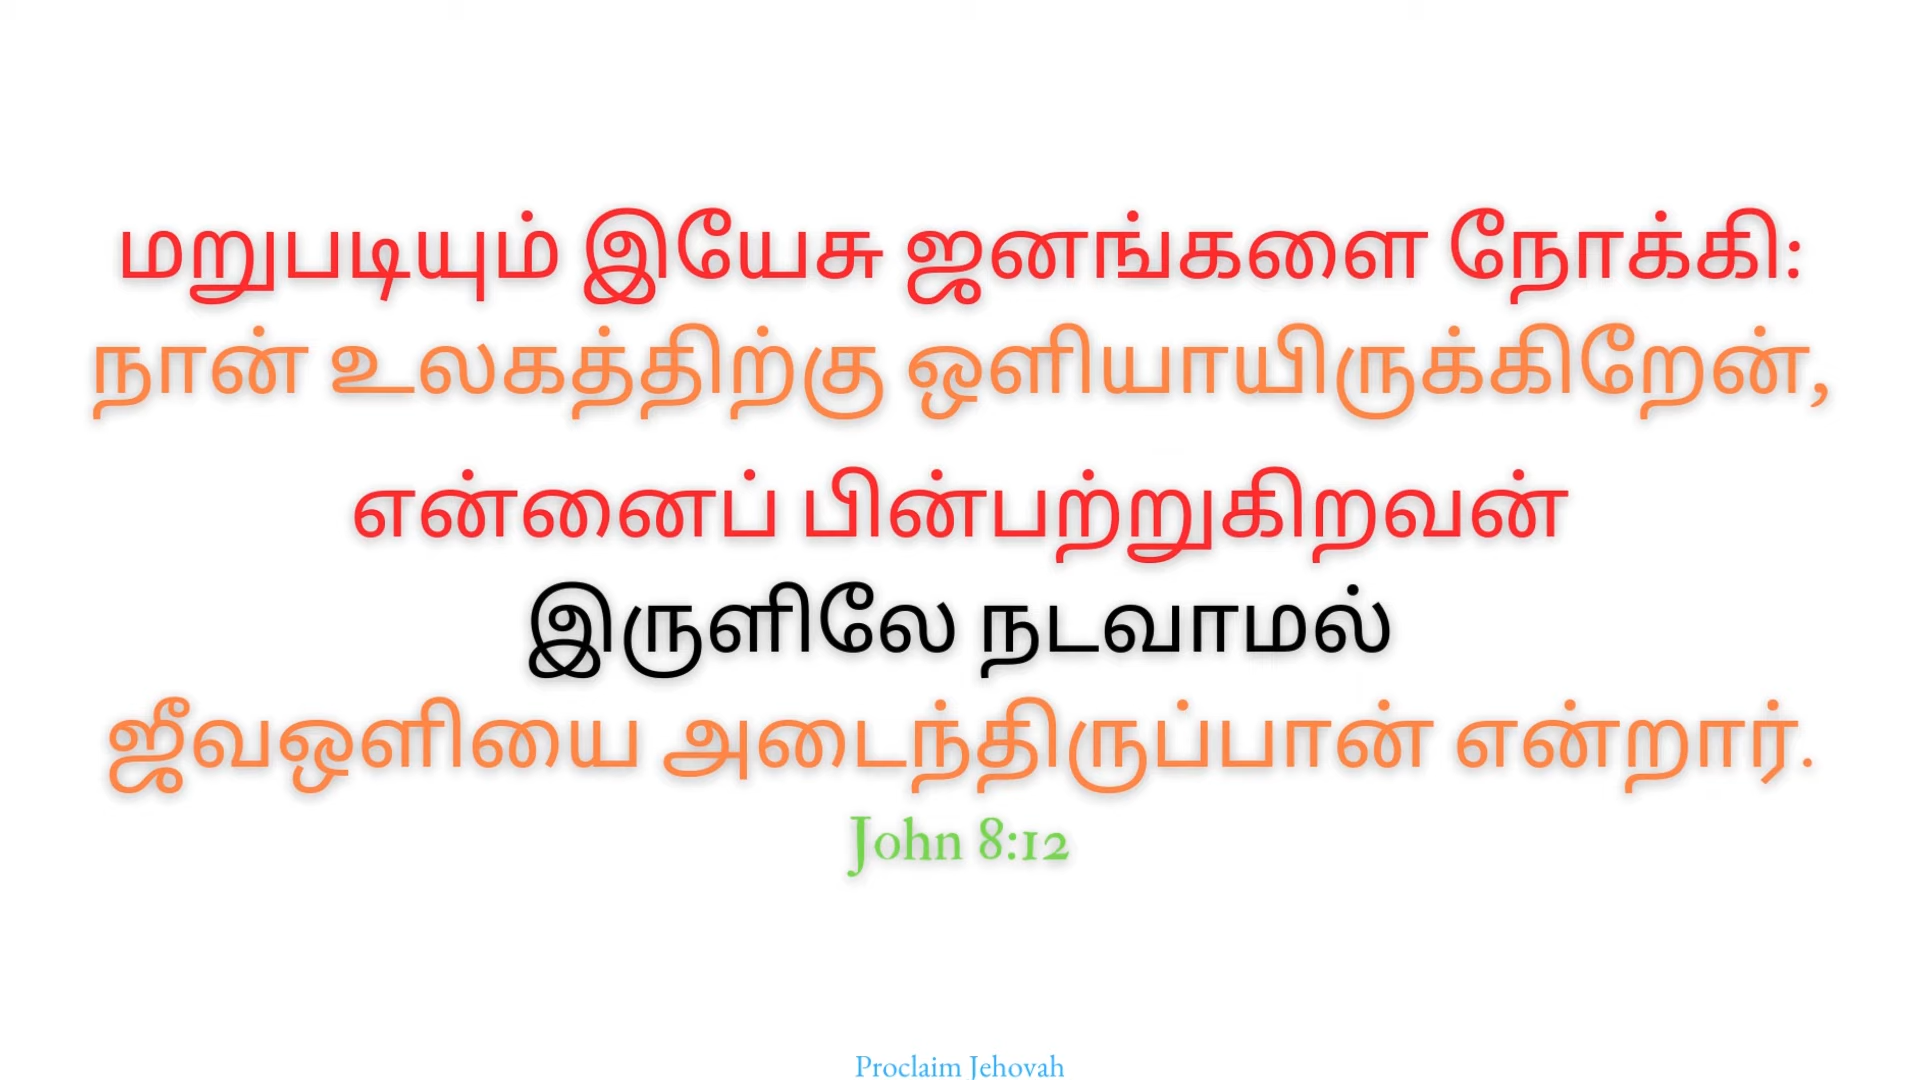 மறுபடியும் இயேசு ஜனங்களை நோக்கி:
நான் உலகத்திற்கு ஒளியாயிருக்கிறேன்,
என்னைப் பின்பற்றுகிறவன்
இருளிலே நடவாமல்
ஜீவஒளியை அடைந்திருப்பான் என்றார்.
John 8:12
Proclaim Jehovah